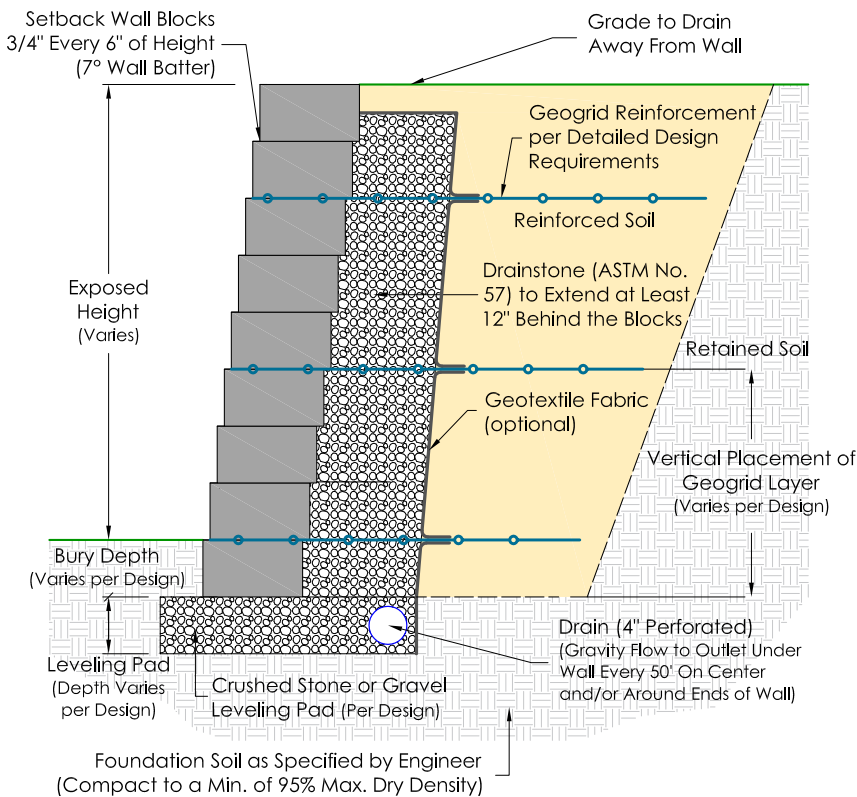 Setback Wall Blocks
3/4" Every 6" of Height
(7° Wall Batter)
Grade to Drain
Away From Wall
Geogrid Reinforcement
per Detailed Design
Requirements
Reinforced Soil
Drainstone (ASTM No.
57) to Extend at Least
12" Behind the Blocks
Exposed
Height
(Varies)
Retained Soil
Geotextile Fabric
(optional)
Vertical Placement of
Geogrid Layer
(Varies per Design)
Bury Depth
(Varies per Design)
Leveling Pad
(Depth Varies
per Design)
Crushed Stone or Gravel
Leveling Pad (Per Design)
Drain (4" Perforated)
(Gravity Flow to Outlet Under
Wall Every 50' On Center
and/or Around Ends of Wall)
Foundation Soil as Specified by Engineer
(Compact to a Min. of 95% Max. Dry Density)